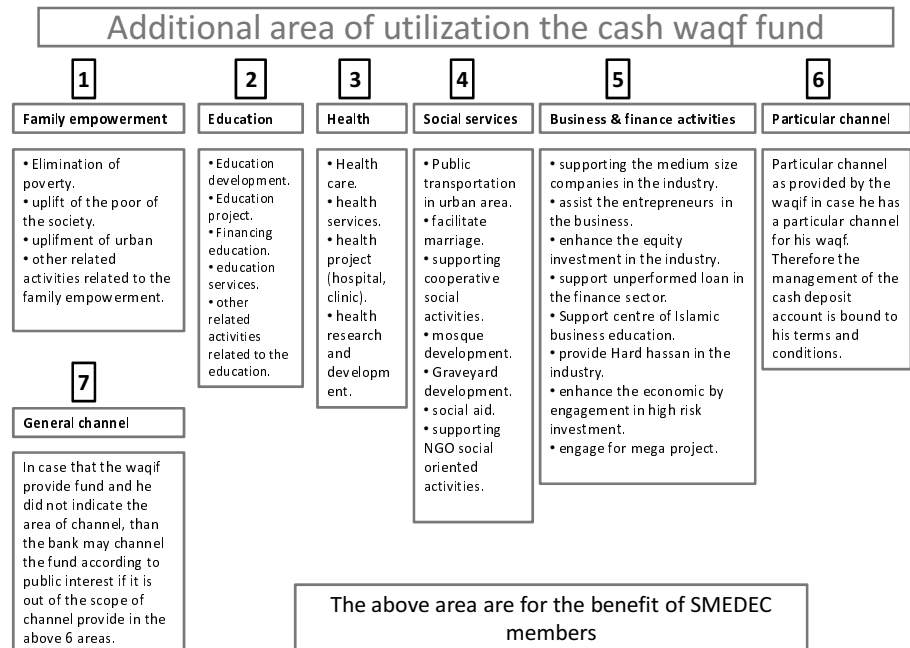 Additional area of utilization the cash waqf fund
1
Family empowerment
• Elimination of
poverty.
• uplift of the poor of
the society.
• uplifment of urban
• other related
activities related to the
family empowerment.
2
Education
• Education
development.
• Education
project.
• Financing
education.
• education
services.
• other
related
activities
related to the
education.
3
Health
• Health
care.
• health
services.
• health
project
(hospital,
clinic).
• health
research
and
developm
ent.
4
Social services
• Public
transportation
in urban area.
• facilitate
marriage.
• supporting
cooperative
social
activities.
• mosque
development.
• Graveyard
development.
• social aid.
• supporting
NGO social
oriented
activities.
5
Business & finance activities
• supporting the medium size
companies in the industry.
• assist the entrepreneurs in
the business.
• enhance the equity
investment in the industry.
• support unperformed loan in
the finance sector.
• Support centre of Islamic
business education.
• provide Hard hassan in the
industry.
• enhance the economic by
engagement in high risk
investment.
• engage for mega project.
6
Particular channel
Particular channel
as provided by the
waqif in case he has
a particular channel
for his waqf.
Therefore the
management of the
cash deposit
account is bound to
his terms and
conditions.
7
General channel
In case that the waqif
provide fund and he
did not indicate the
area of channel, than
the bank may channel
the fund according to
public interest if it is
out of the scope of
channel provide in the
above 6 areas.
The above area are for the benefit of SMEDEC
members